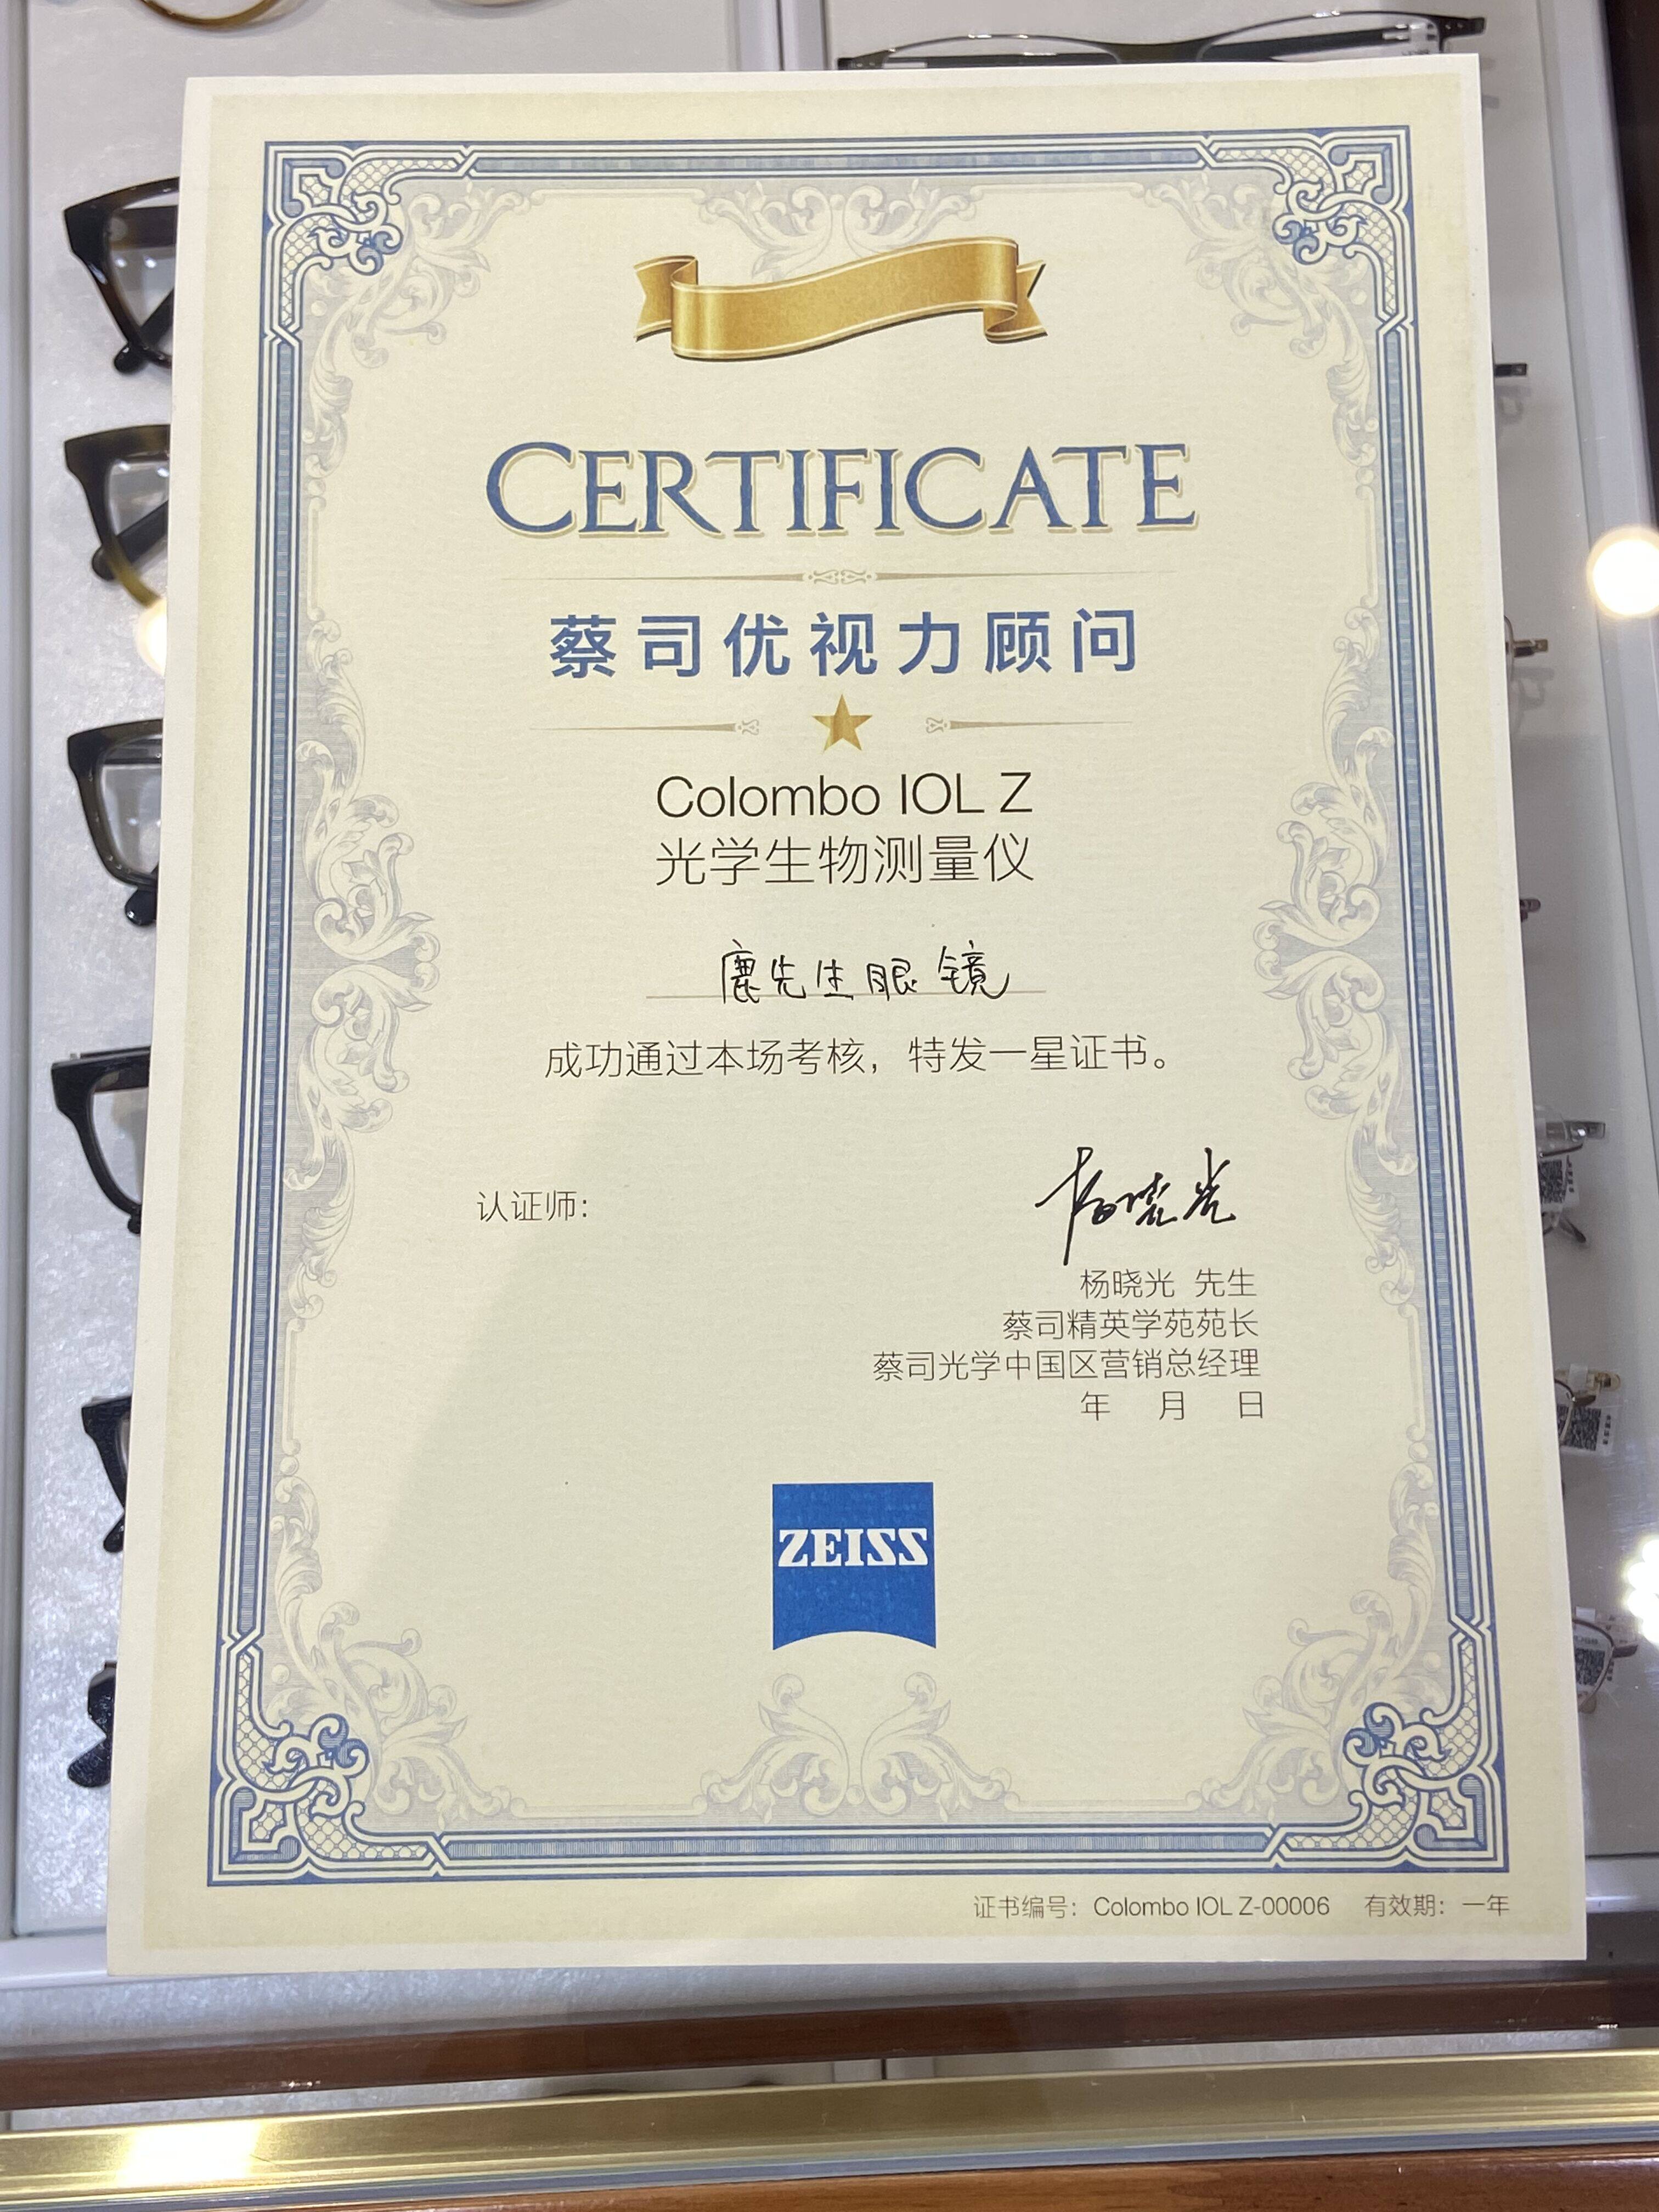 CERTIFICATE
蔡司优视力顾问
Colombo IOL Z
光学生物测量仪
鹿先生眼镜
成功通过本场考核，特发一星证书。
认证师：
杨晓光
杨晓光 先生
蔡司精英学苑苑长
蔡司光学中国区营销总经理
年 月 日
ZEISS
证书编号：Colombo IOL Z-00006 有效期：一年